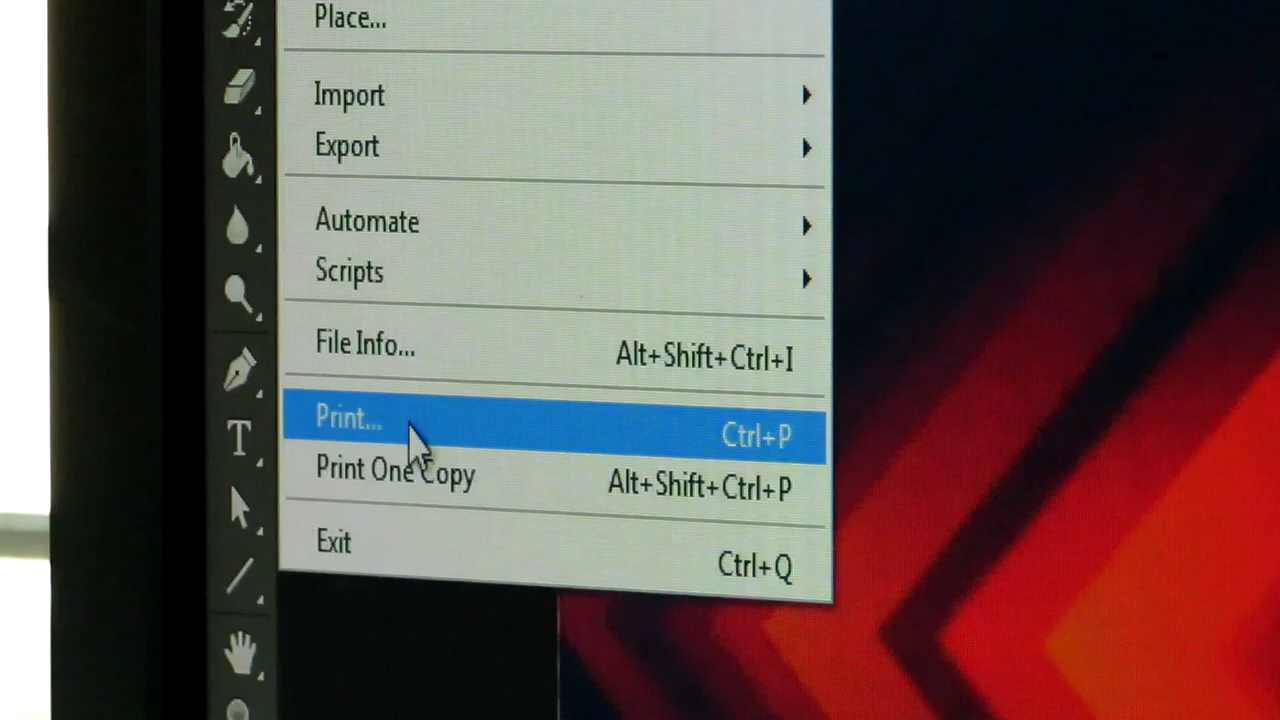 Place...
Import
Export
Automate
Scripts
File Info... Alt+Shift+Ctrl+I
Print... Ctrl+P
Print One Copy Alt+Shift+Ctrl+P
Exit Ctrl+Q
T